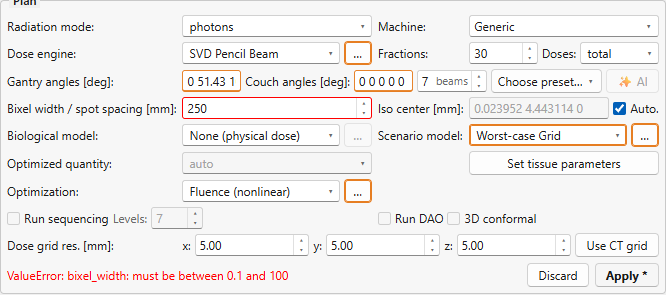 Plan
Radiation mode: photons Machine: Generic
Dose engine: SVD Pencil Beam ... Fractions: 30 Doses: total
Gantry angles [deg]: 0 51.43 1 Couch angles [deg]: 0 0 0 0 0 7 beams Choose preset... AI
Bixel width / spot spacing [mm]: 250 Iso center [mm]: 0.023952 4.443114 0 Auto.
Biological model: None (physical dose) ... Scenario model: Worst-case Grid ...
Optimized quantity: auto Set tissue parameters
Optimization: Fluence (nonlinear) ...
Run sequencing Levels: 7 Run DAO 3D conformal
Dose grid res. [mm]: x: 5.00 y: 5.00 z: 5.00 Use CT grid
ValueError: bixel_width: must be between 0.1 and 100 Discard Apply *